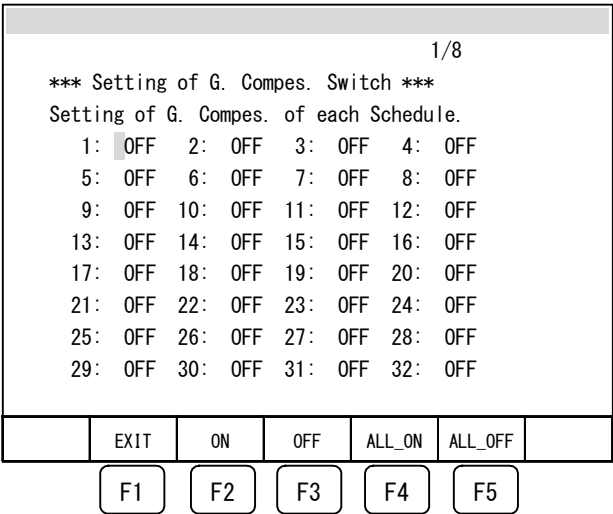 1/8
*** Setting of G. Compes. Switch ***
Setting of G. Compes. of each Schedule.
1: OFF 2: OFF 3: OFF 4: OFF
5: OFF 6: OFF 7: OFF 8: OFF
9: OFF 10: OFF 11: OFF 12: OFF
13: OFF 14: OFF 15: OFF 16: OFF
17: OFF 18: OFF 19: OFF 20: OFF
21: OFF 22: OFF 23: OFF 24: OFF
25: OFF 26: OFF 27: OFF 28: OFF
29: OFF 30: OFF 31: OFF 32: OFF
EXIT ON OFF ALL_ON ALL_OFF
F1 F2 F3 F4 F5